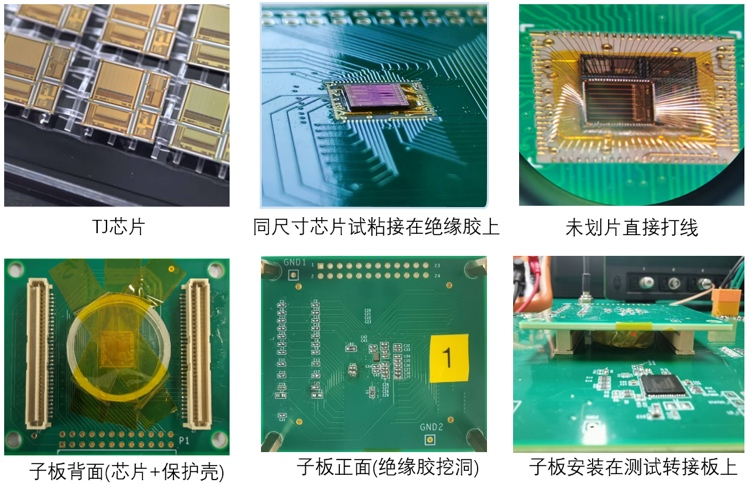 TJ芯片
同尺寸芯片试粘接在绝缘胶上
未划片直接打线
GND1
1
GND2
P1
子板背面(芯片+保护壳)
子板正面(绝缘胶挖洞)
子板安装在测试转接板上